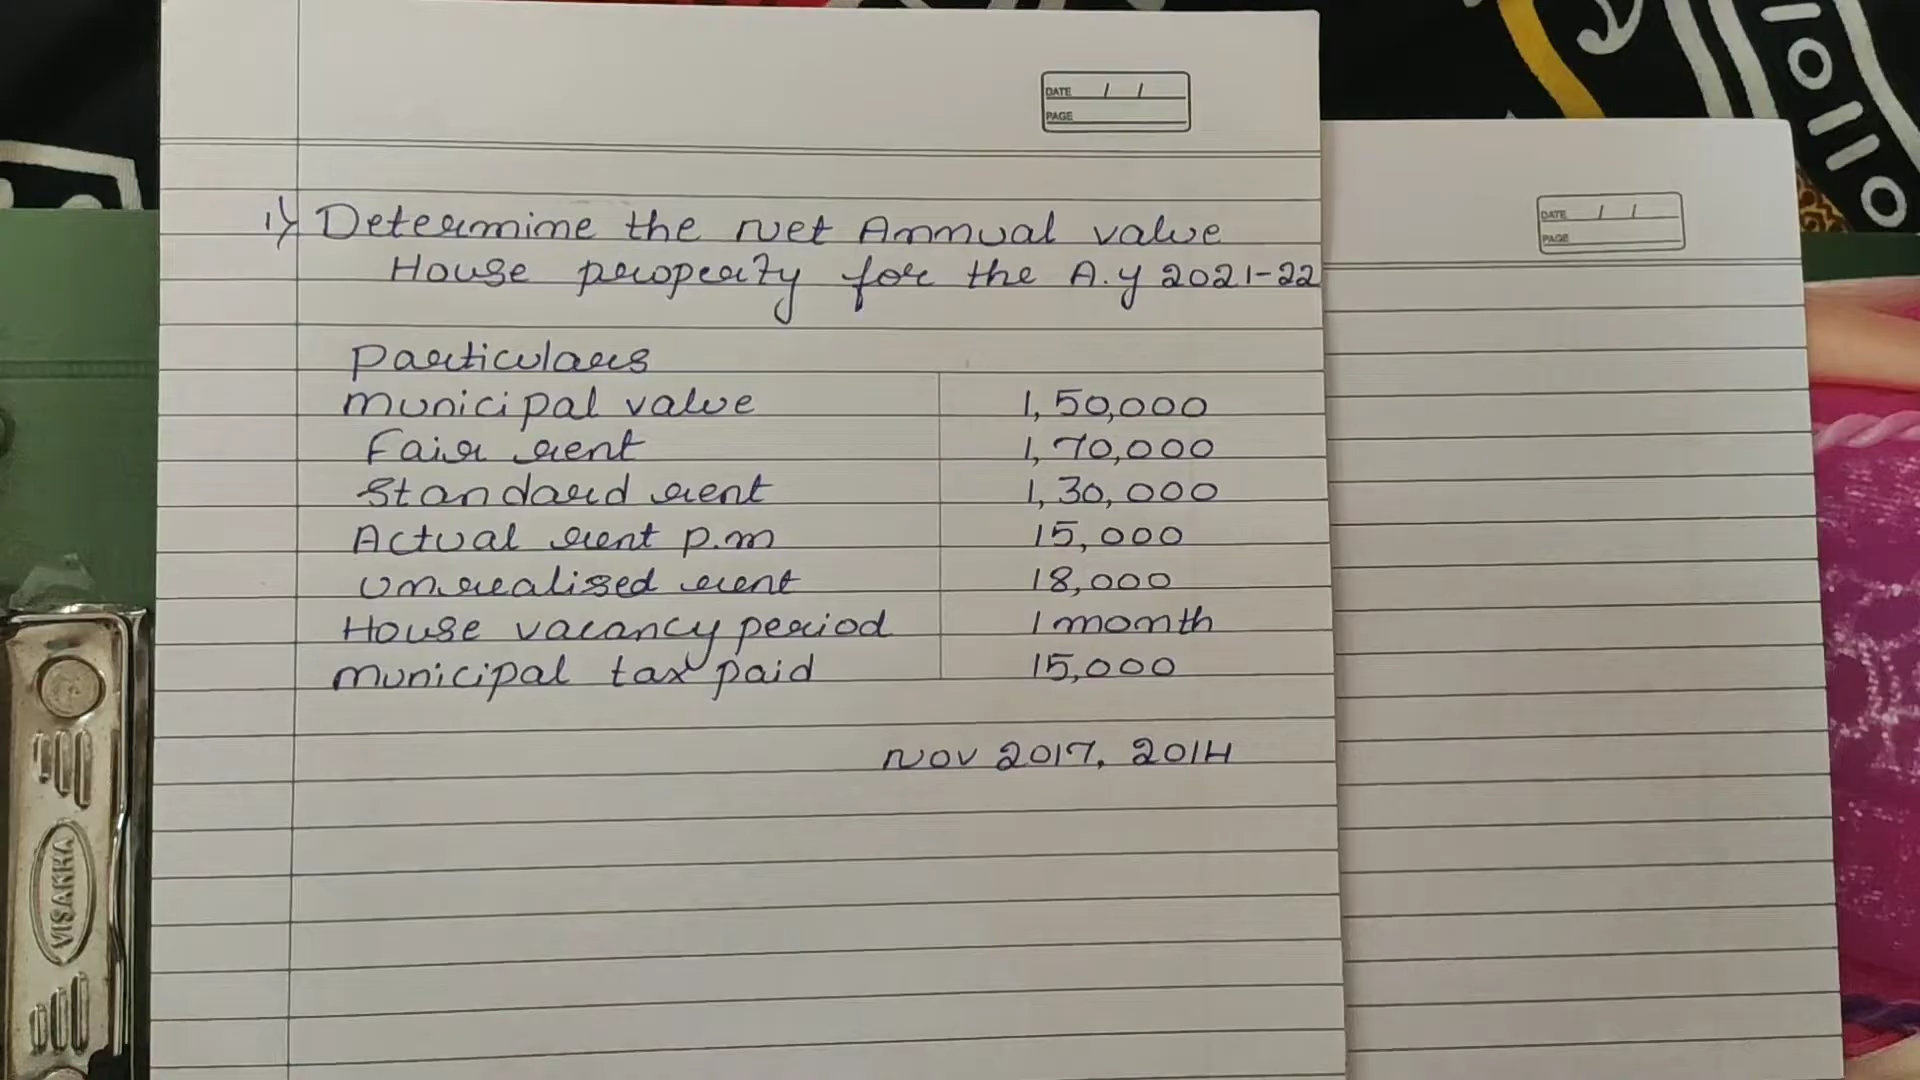 DATE / /
PAGE
DATE / /
PAGE
1) Determine the Net Annual value
House property for the A.y 2021-22
Particulars
municipal value 1,50,000
Fair rent 1,70,000
Standard rent 1,30,000
Actual rent p.m 15,000
unrealised rent 18,000
House vacancy period 1 month
municipal tax paid 15,000
NOV 2017, 2014
VISAKHA